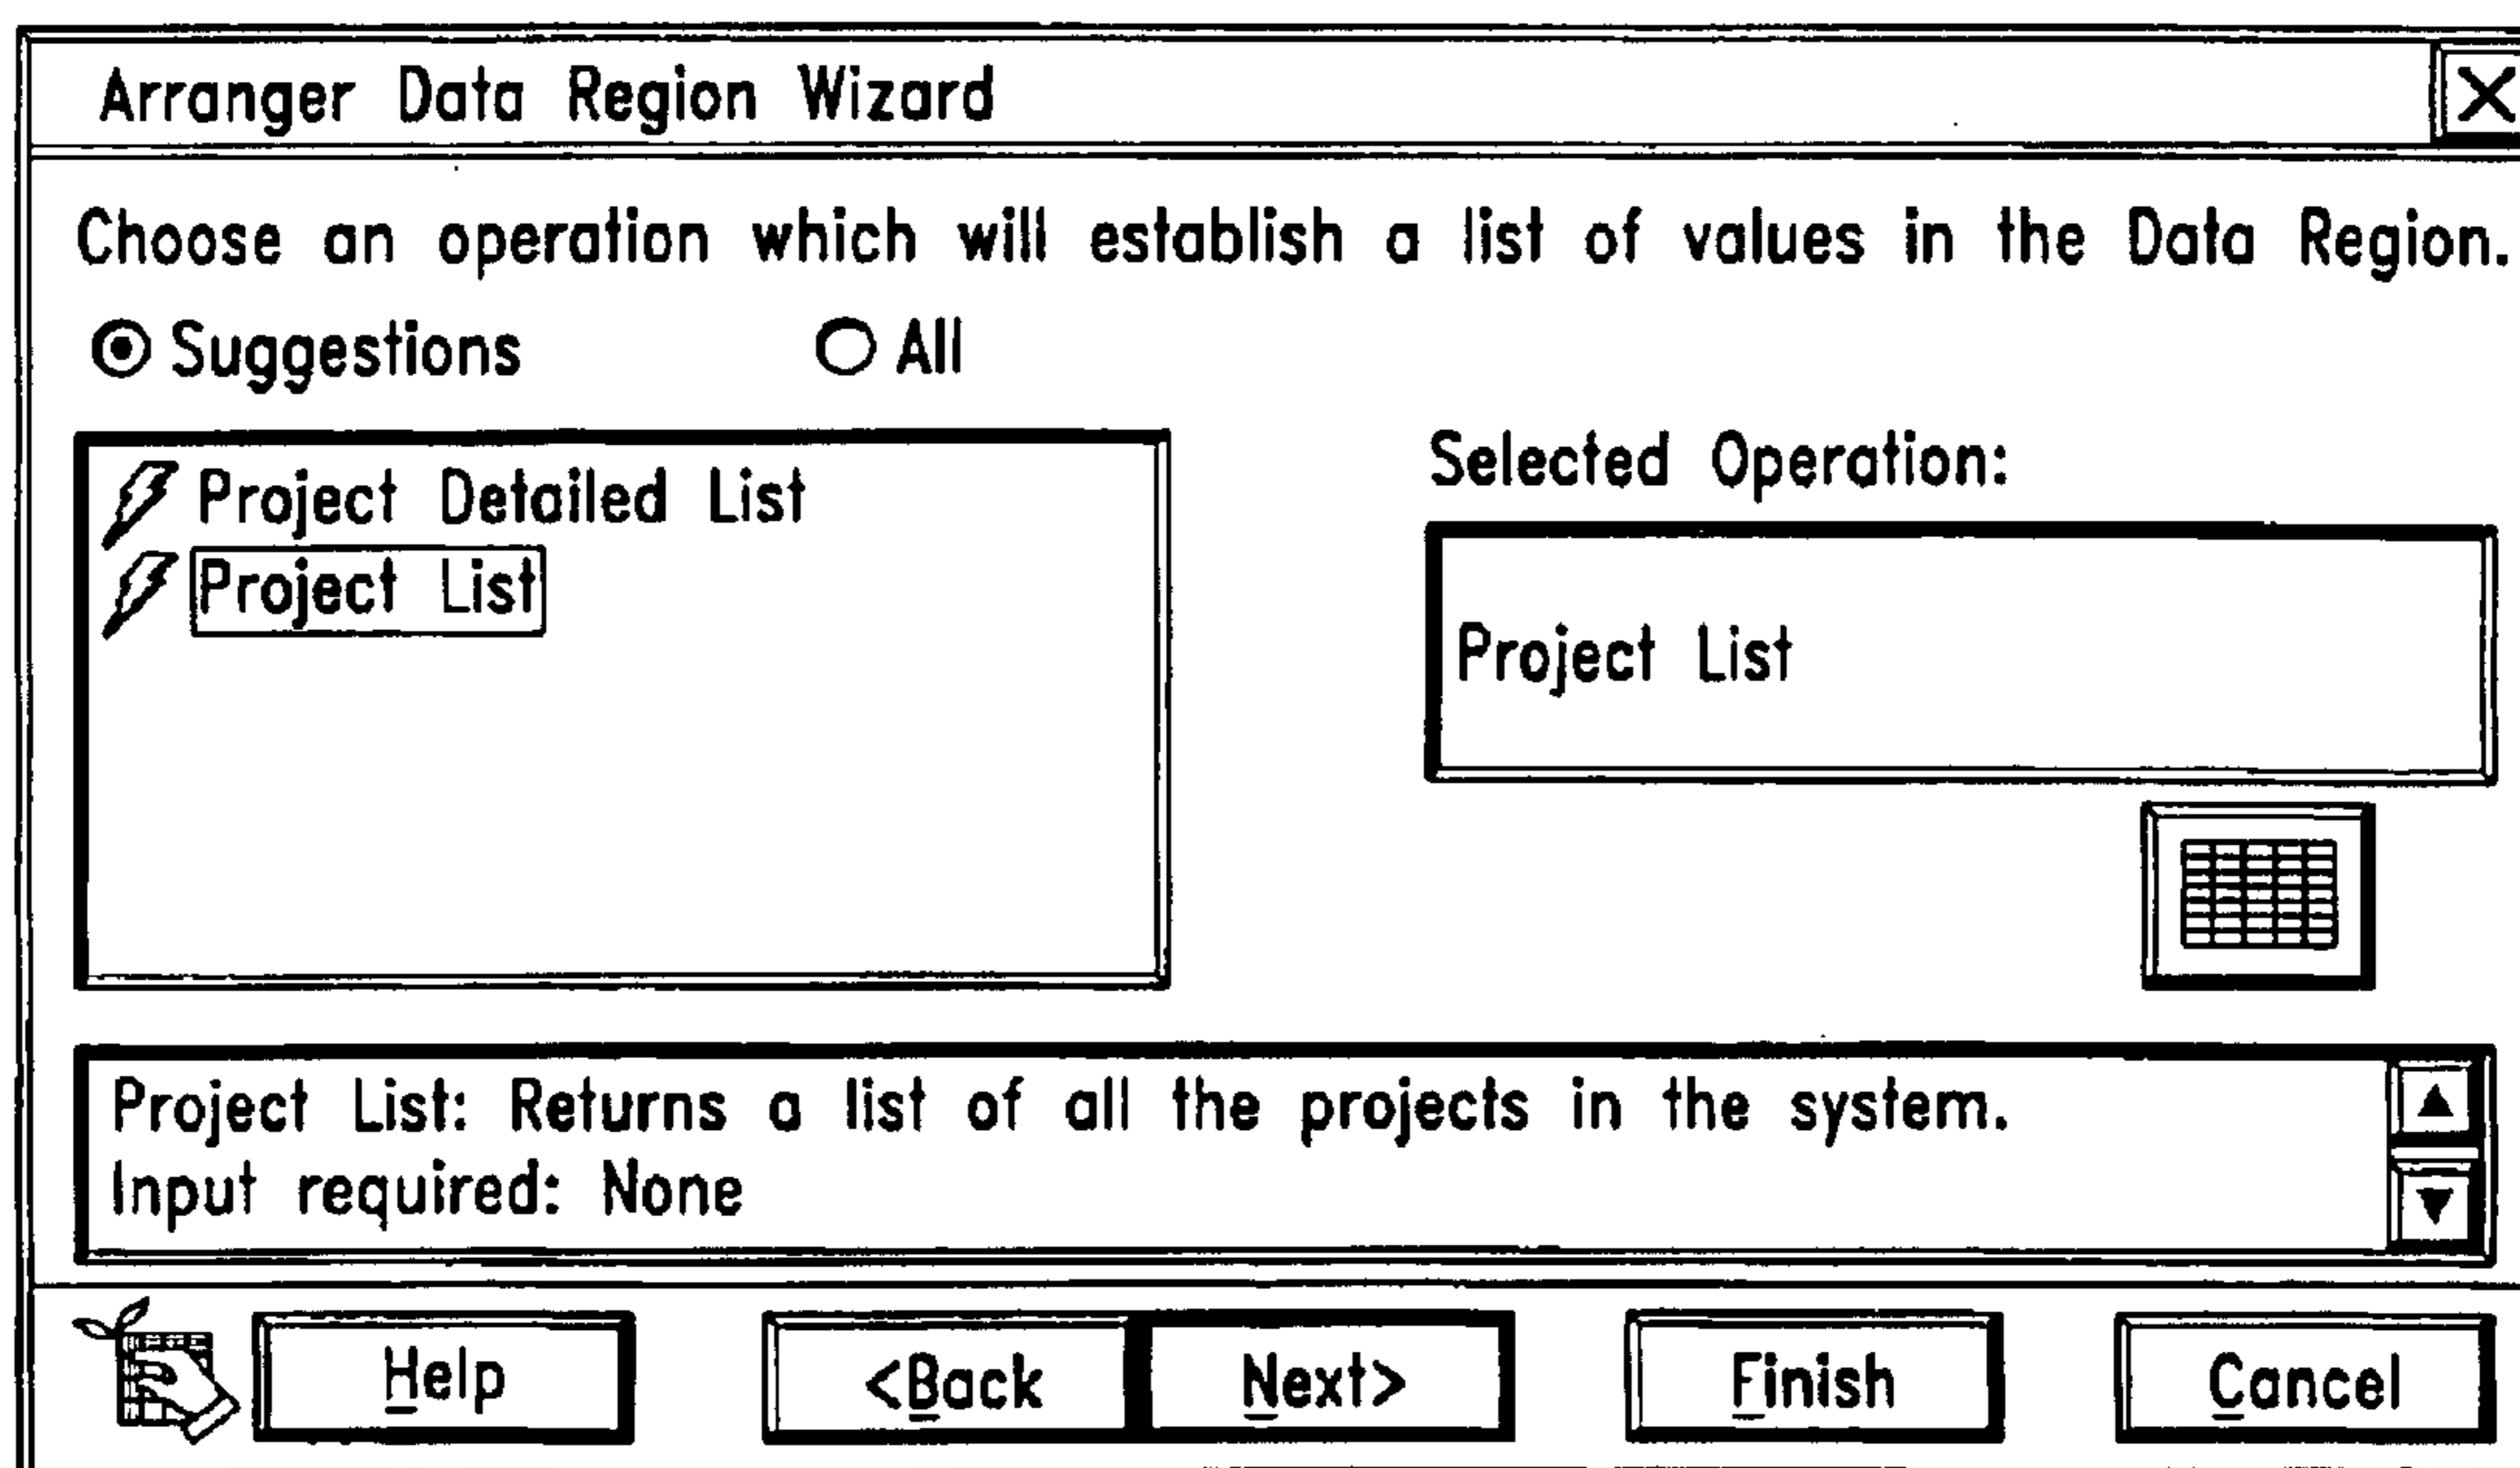 Arranger Data Region Wizard
Choose an operation which will establish a list of values in the Data Region.
Suggestions
All
Project Detailed List
Project List
Selected Operation:
Project List
Project List: Returns a list of all the projects in the system.
Input required: None
Help
<Back
Next>
Finish
Cancel